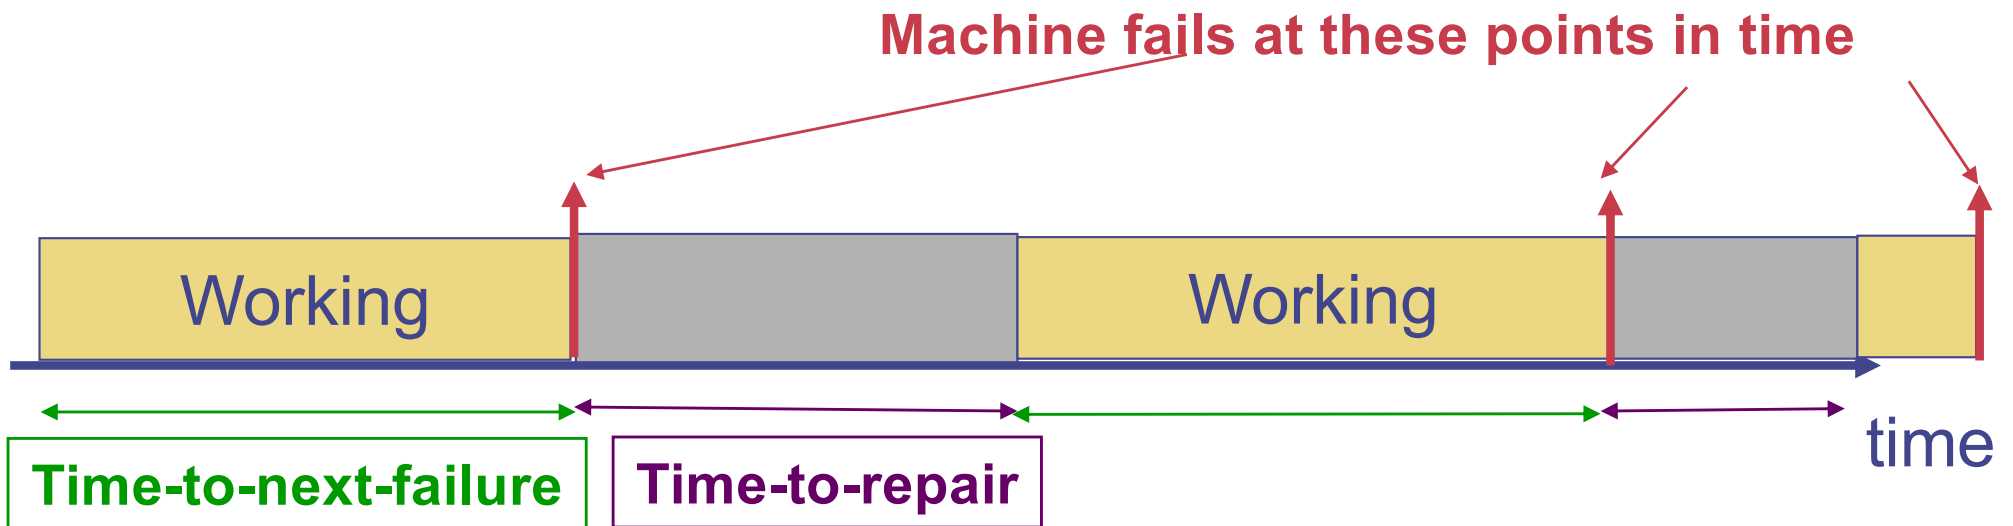 Machine fails at these points in time
Working
Working
time
Time-to-next-failure
Time-to-repair